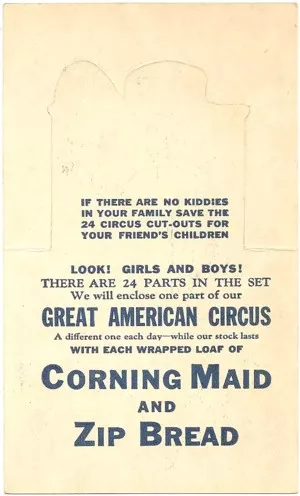 IF THERE ARE NO KIDDIES
IN YOUR FAMILY SAVE THE
24 CIRCUS CUT-OUTS FOR
YOUR FRIEND'S CHILDREN
LOOK! GIRLS AND BOYS!
THERE ARE 24 PARTS IN THE SET
We will enclose one part of our
GREAT AMERICAN CIRCUS
A different one each day—while our stock lasts
WITH EACH WRAPPED LOAF OF
CORNING MAID
AND
ZIP BREAD